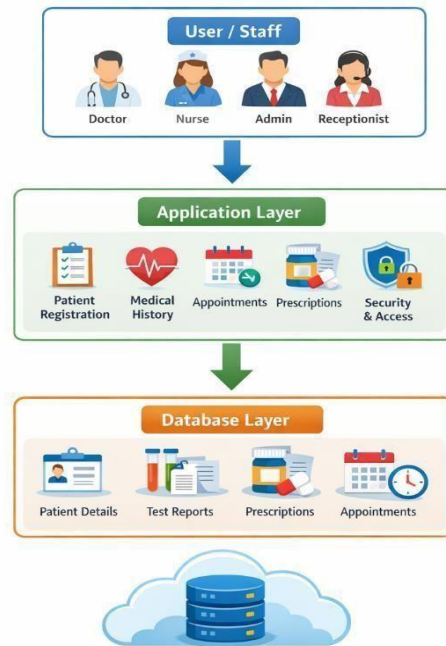 User / Staff
Doctor Nurse Admin Receptionist
Application Layer
Patient Registration
Medical History
Appointments
Prescriptions
Security & Access
Database Layer
Patient Details Test Reports Prescriptions Appointments